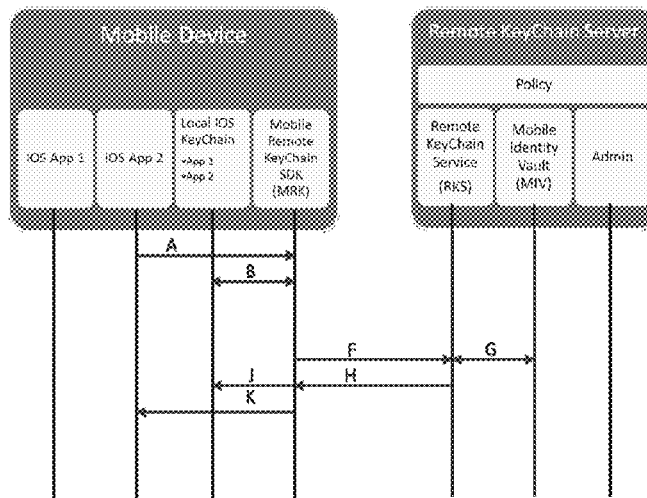 Mobile Device
Remote KeyChain Server
Policy
IOS App 1
IOS App 2
Local IOS
KeyChain
•App 1
•App 2
Mobile
Remote
KeyChain
SDK
(MRK)
Remote
KeyChain
Service
(RKS)
Mobile
Identity
Vault
(MIV)
Admin
A
B
F
G
J
H
K